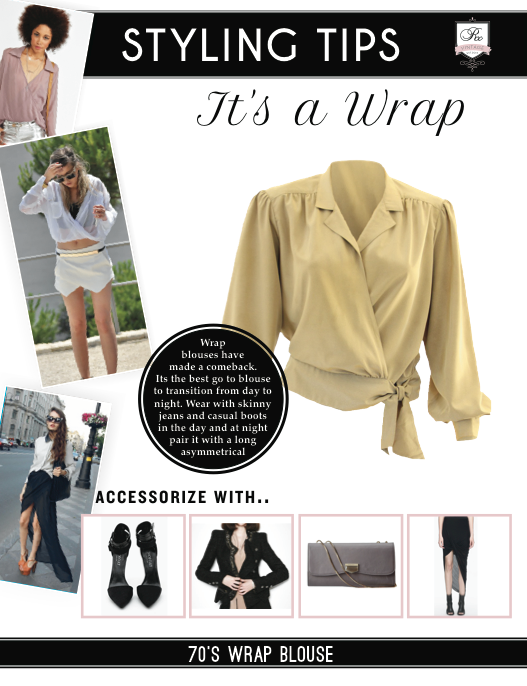 STYLING TIPS
Rx
VINTAGE
It's a Wrap
Wrap
blouses have
made a comeback.
Its the best go to blouse
to transition from day to
night. Wear with skinny
jeans and casual boots
in the day and at night
pair it with a long
asymmetrical
ACCESSORIZE WITH..
70'S WRAP BLOUSE